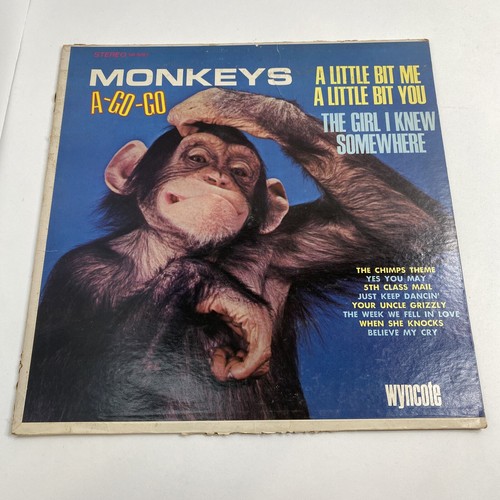 STEREO
MONKEYS
A-GO-GO
A LITTLE BIT ME
A LITTLE BIT YOU
THE GIRL I KNEW
SOMEWHERE
THE CHIMPS THEME
YES YOU MAY
5TH CLASS MAIL
JUST KEEP DANCIN'
YOUR UNCLE GRIZZLY
THE WEEK WE FELL IN LOVE
WHEN SHE KNOCKS
BELIEVE MY CRY
wyncote